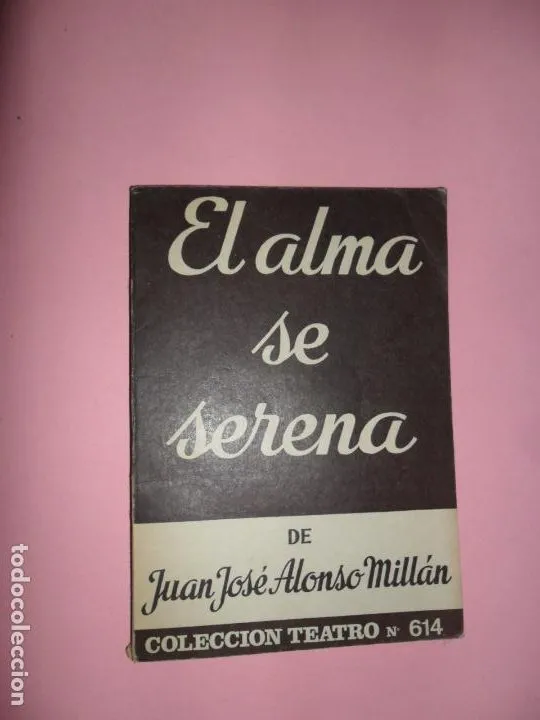 El alma
se
serena
DE
Juan José Alonso Millán
COLECCION TEATRO Nº 614
todocoleccion